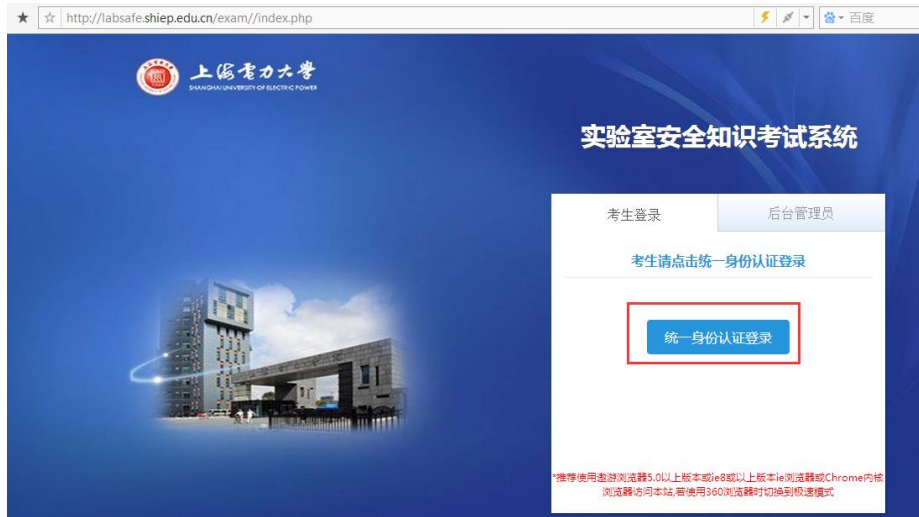 http://labsafe.shiep.edu.cn/exam//index.php
百度
上海電力大學
SHANGHAI UNIVERSITY OF ELECTRIC POWER
实验室安全知识考试系统
考生登录
后台管理员
考生请点击统一身份认证登录
统一身份认证登录
*推荐使用遨游浏览器5.0以上版本或ie8或以上版本ie浏览器或Chrome内核
浏览器访问本站,若使用360浏览器时切换到极速模式